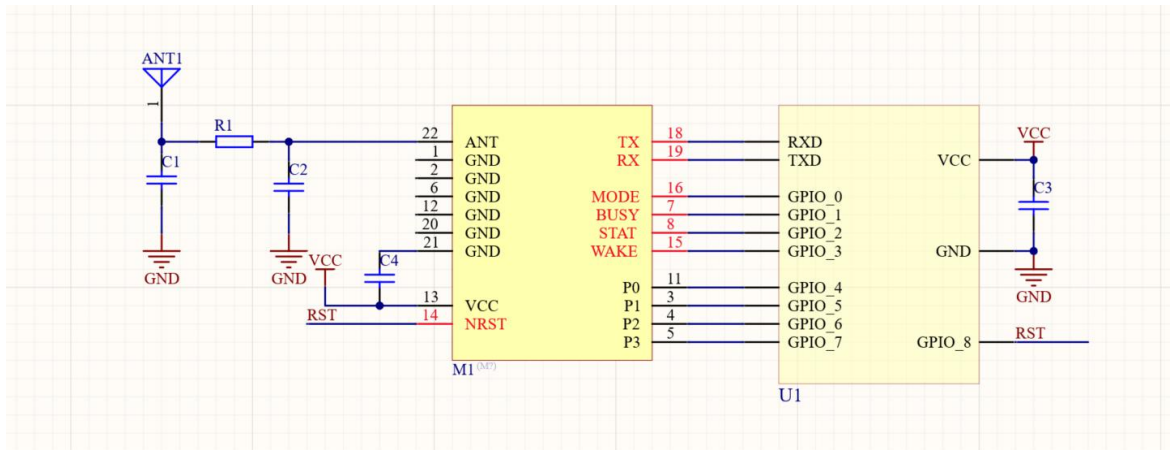 ANT1
1
R1
C1
C2
GND
GND
VCC
C4
RST
22 ANT
1 GND
2 GND
6 GND
12 GND
20 GND
21 GND
13 VCC
14 NRST
TX 18
RX 19
MODE 16
BUSY 7
STAT 8
WAKE 15
P0 11
P1 3
P2 4
P3 5
M1 (M?)
RXD
TXD
GPIO_0
GPIO_1
GPIO_2
GPIO_3
GPIO_4
GPIO_5
GPIO_6
GPIO_7
VCC
GND
GPIO_8
U1
VCC
C3
GND
RST